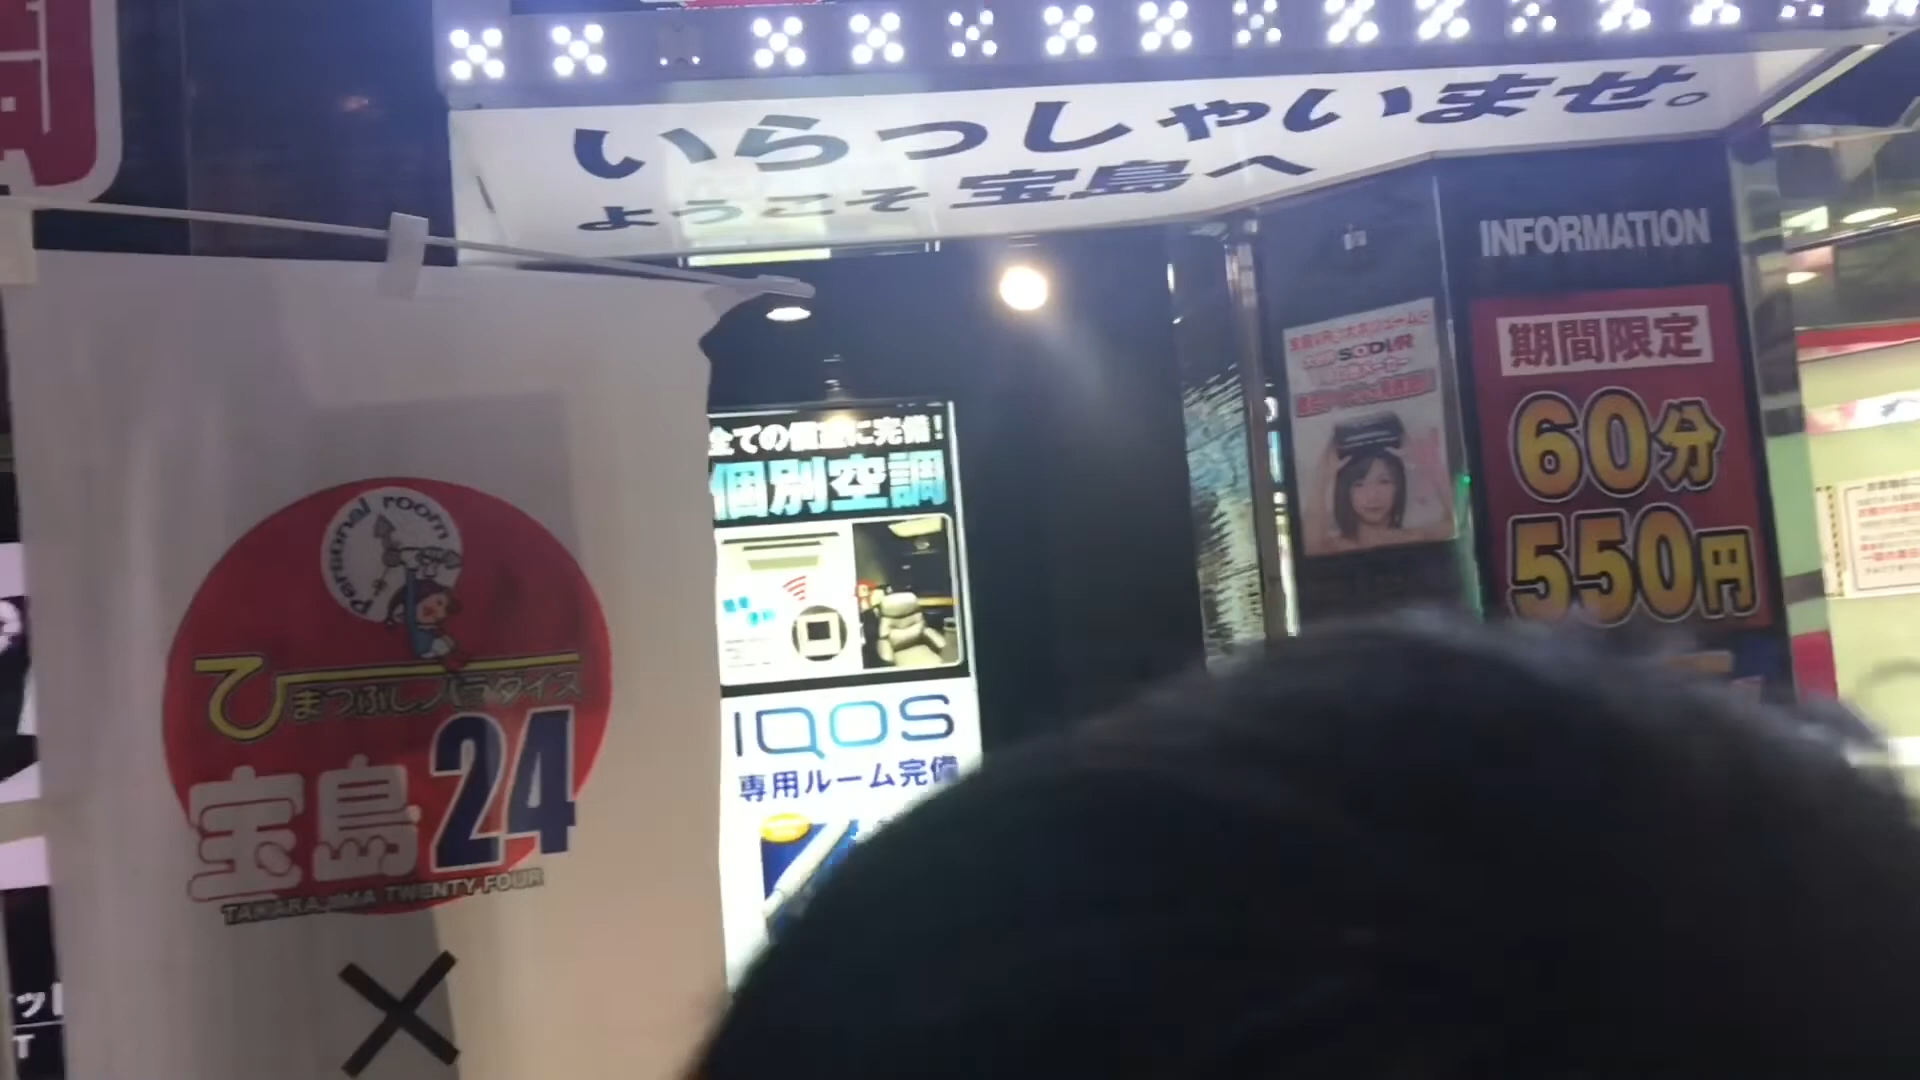 いらっしゃいませ。
ようこそ宝島へ
INFORMATION
期間限定
60分
550円
全ての個室に完備!
個別空調
IQOS
専用ルーム完備
personal room
ひまつぶしパラダイス
宝島24
TAKARAJIMA TWENTY FOUR
×